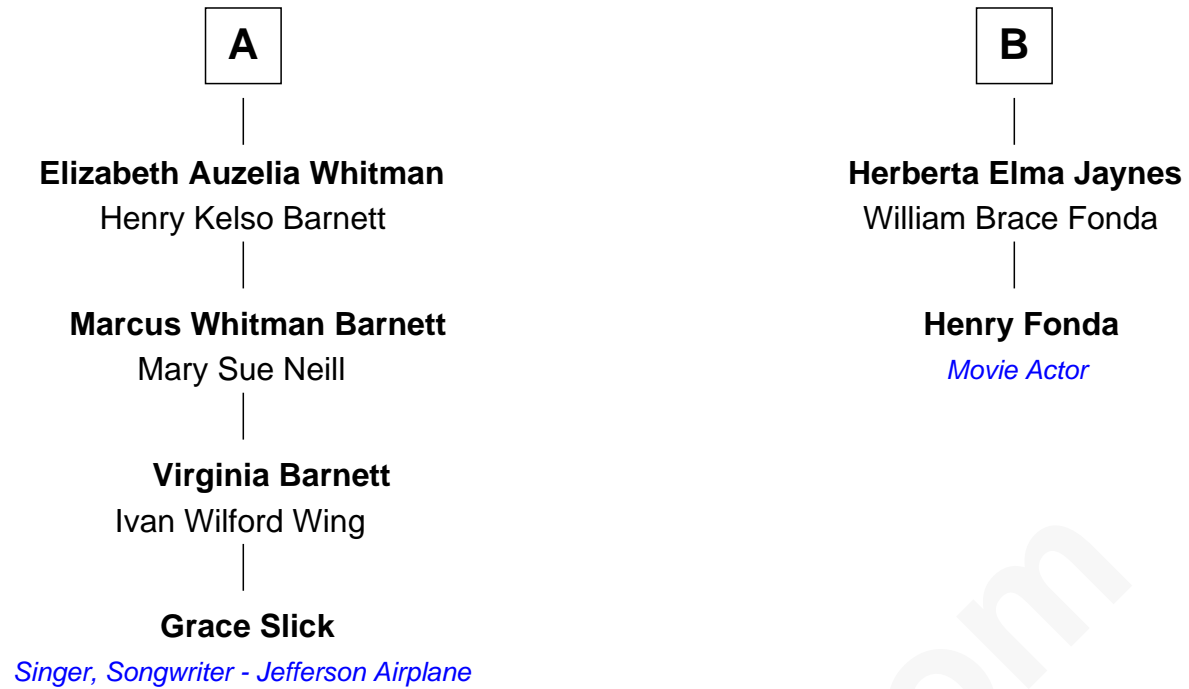 A
Elizabeth Auzelia Whitman
Henry Kelso Barnett
Marcus Whitman Barnett
Mary Sue Neill
Virginia Barnett
Ivan Wilford Wing
Grace Slick
Singer, Songwriter - Jefferson Airplane
B
Herberta Elma Jaynes
William Brace Fonda
Henry Fonda
Movie Actor
om